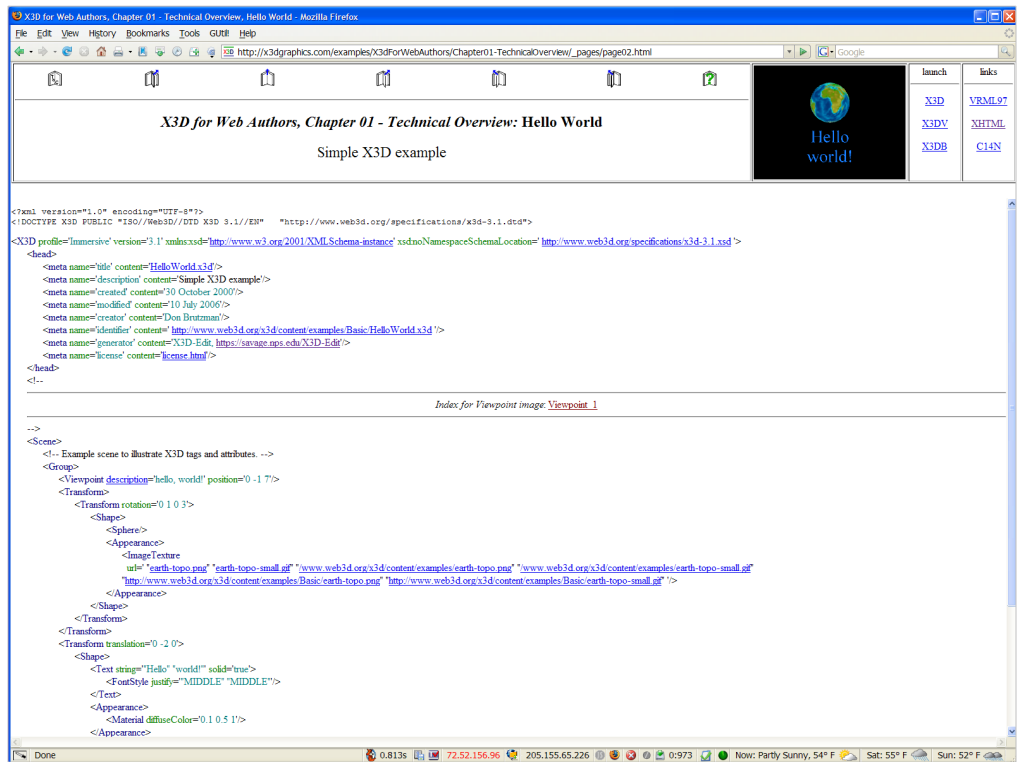 X3D for Web Authors, Chapter 01 - Technical Overview, Hello World - Mozilla Firefox
File Edit View History Bookmarks Tools GUtil Help
http://x3dgraphics.com/examples/X3dForWebAuthors/Chapter01-TechnicalOverview/_pages/page02.html
Google
X3D for Web Authors, Chapter 01 - Technical Overview: Hello World
Simple X3D example
Hello
world!
launch links
X3D VRML97
X3DV XHTML
X3DB C14N
<?xml version="1.0" encoding="UTF-8"?>
<!DOCTYPE X3D PUBLIC "ISO//Web3D//DTD X3D 3.1//EN" "http://www.web3d.org/specifications/x3d-3.1.dtd">
<X3D profile='Immersive' version='3.1' xmlns:xsd='http://www.w3.org/2001/XMLSchema-instance' xsd:noNamespaceSchemaLocation=' http://www.web3d.org/specifications/x3d-3.1.xsd '>
<head>
<meta name='title' content='HelloWorld.x3d'/>
<meta name='description' content='Simple X3D example'/>
<meta name='created' content='30 October 2000'/>
<meta name='modified' content='10 July 2006'/>
<meta name='creator' content='Don Brutzman'/>
<meta name='identifier' content=' http://www.web3d.org/x3d/content/examples/Basic/HelloWorld.x3d '/>
<meta name='generator' content='X3D-Edit, https://savage.nps.edu/X3D-Edit'/>
<meta name='license' content='license.html'/>
</head>
<!--
Index for Viewpoint image: Viewpoint_1
-->
<Scene>
<!-- Example scene to illustrate X3D tags and attributes. -->
<Group>
<Viewpoint description='hello, world!' position='0 -1 7'/>
<Transform>
<Transform rotation='0 1 0 3'>
<Shape>
<Sphere/>
<Appearance>
<ImageTexture
url=' "earth-topo.png" "earth-topo-small.gif" "/www.web3d.org/x3d/content/examples/earth-topo.png" "/www.web3d.org/x3d/content/examples/earth-topo-small.gif"
"http://www.web3d.org/x3d/content/examples/Basic/earth-topo.png" "http://www.web3d.org/x3d/content/examples/Basic/earth-topo-small.gif" '/>
</Appearance>
</Shape>
</Transform>
</Transform>
<Transform translation='0 -2 0'>
<Shape>
<Text string='"Hello" "world!"' solid='true'>
<FontStyle justify='"MIDDLE" "MIDDLE"'/>
</Text>
<Appearance>
<Material diffuseColor='0.1 0.5 1'/>
</Appearance>
Done 0.813s 72.52.156.96 205.155.65.226 0:973 Now: Partly Sunny, 54° F Sat: 55° F Sun: 52° F